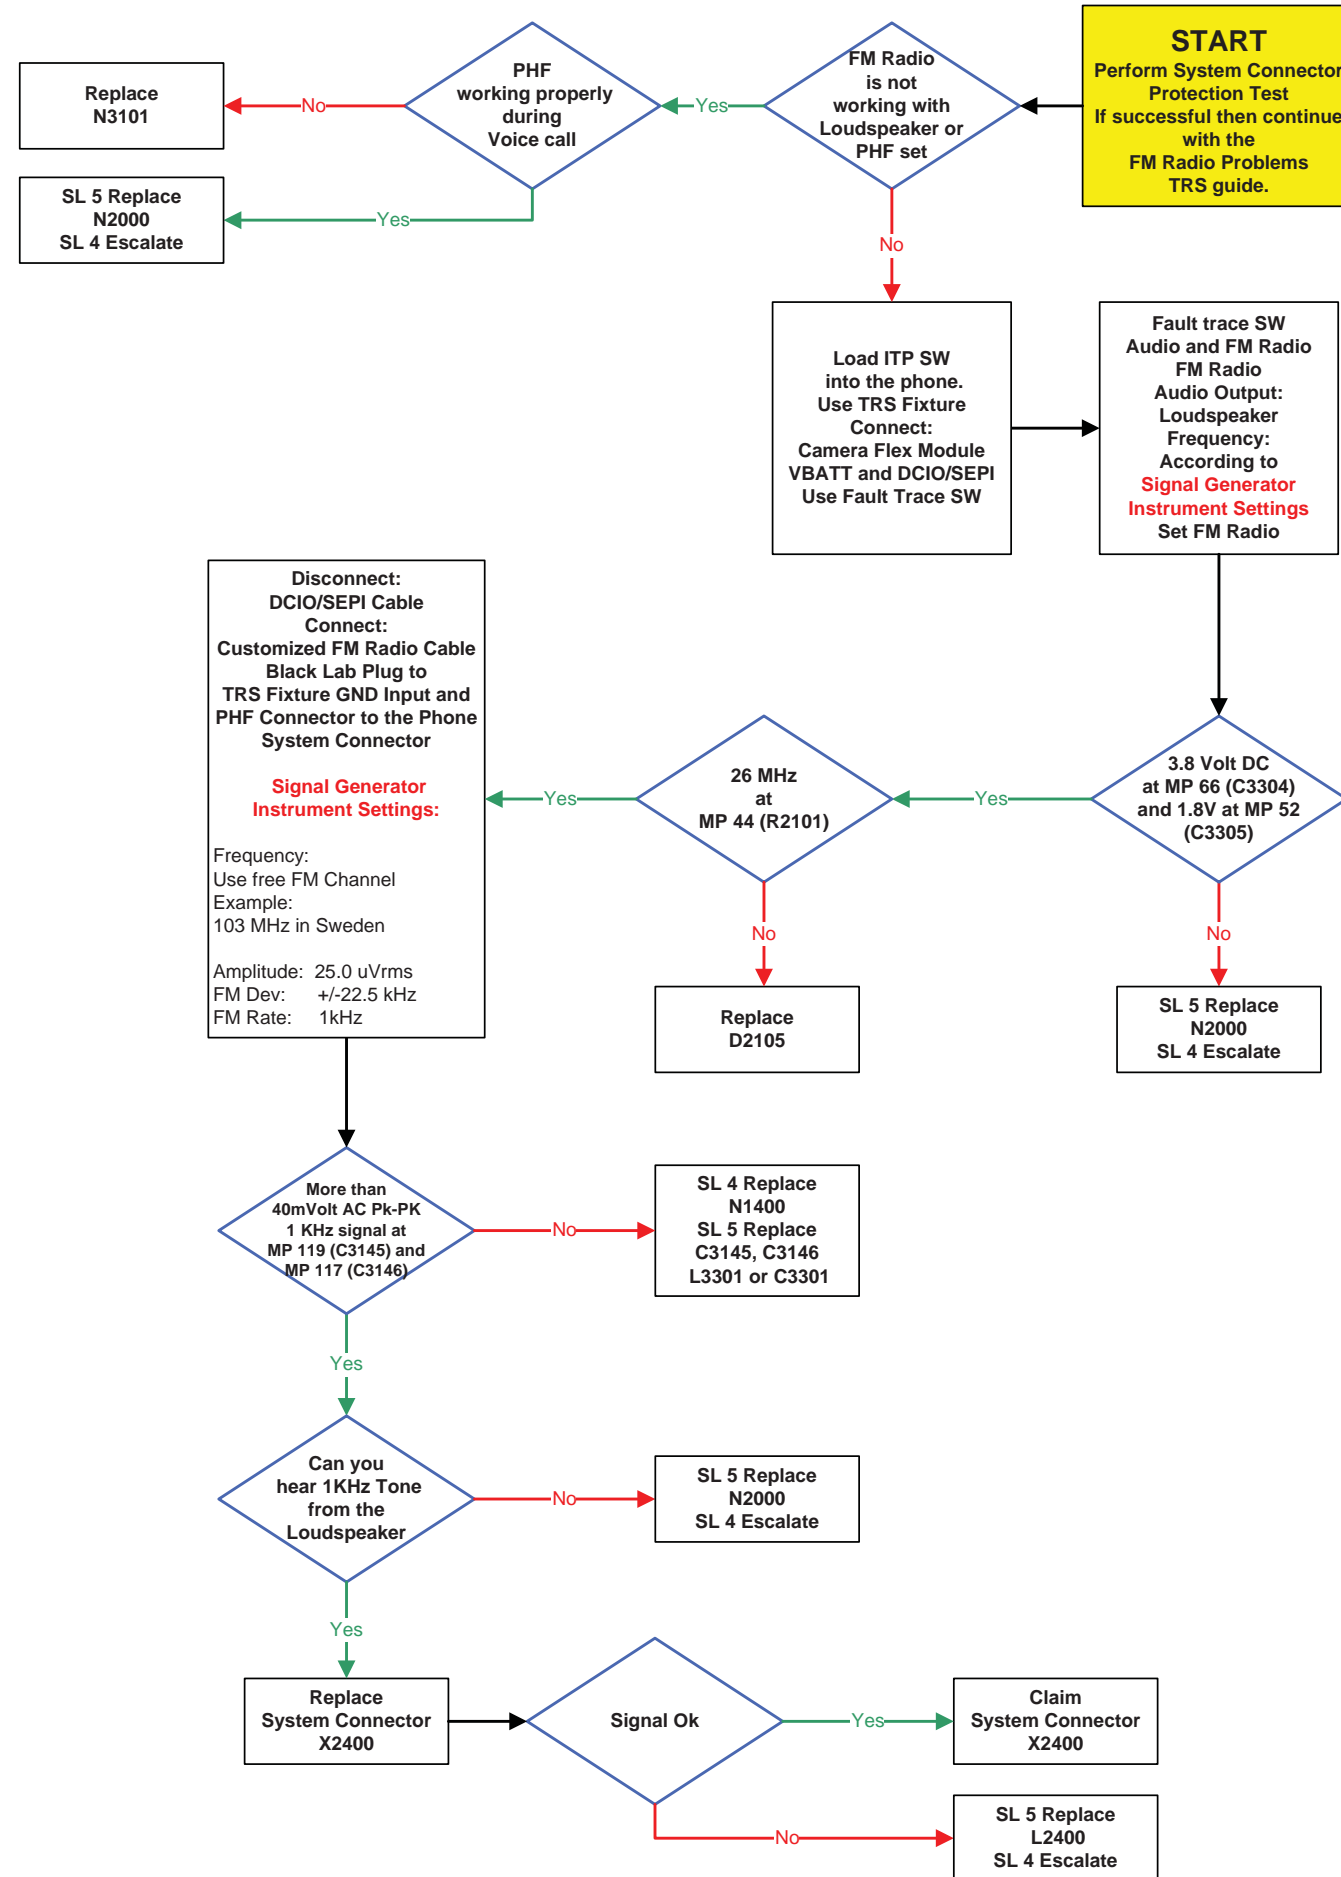 START
Perform System Connector
Protection Test
If successful then continue
with the
FM Radio Problems
TRS guide.
FM Radio
is not
working with
Loudspeaker or
PHF set
Yes
PHF
working properly
during
Voice call
No
Replace
N3101
Yes
SL 5 Replace
N2000
SL 4 Escalate
No
Load ITP SW
into the phone.
Use TRS Fixture
Connect:
Camera Flex Module
VBATT and DCIO/SEPI
Use Fault Trace SW
Fault trace SW
Audio and FM Radio
FM Radio
Audio Output:
Loudspeaker
Frequency:
According to
Signal Generator
Instrument Settings
Set FM Radio
3.8 Volt DC
at MP 66 (C3304)
and 1.8V at MP 52
(C3305)
No
SL 5 Replace
N2000
SL 4 Escalate
Yes
26 MHz
at
MP 44 (R2101)
No
Replace
D2105
Yes
Disconnect:
DCIO/SEPI Cable
Connect:
Customized FM Radio Cable
Black Lab Plug to
TRS Fixture GND Input and
PHF Connector to the Phone
System Connector
Signal Generator
Instrument Settings:
Frequency:
Use free FM Channel
Example:
103 MHz in Sweden
Amplitude: 25.0 uVrms
FM Dev: +/-22.5 kHz
FM Rate: 1kHz
More than
40mVolt AC Pk-PK
1 KHz signal at
MP 119 (C3145) and
MP 117 (C3146)
No
SL 4 Replace
N1400
SL 5 Replace
C3145, C3146
L3301 or C3301
Yes
Can you
hear 1KHz Tone
from the
Loudspeaker
No
SL 5 Replace
N2000
SL 4 Escalate
Yes
Replace
System Connector
X2400
Signal Ok
Yes
Claim
System Connector
X2400
No
SL 5 Replace
L2400
SL 4 Escalate